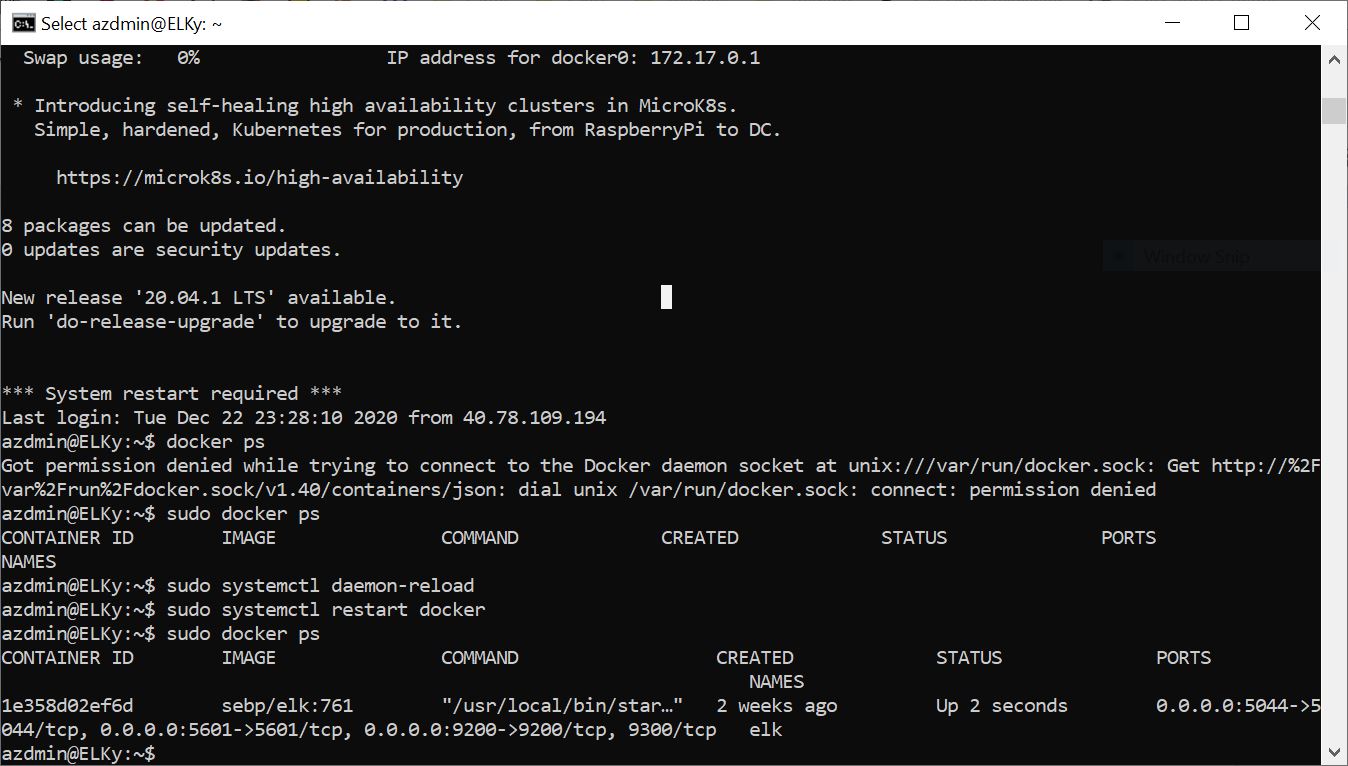 Select azdmin@ELKy: ~
Swap usage:   0%                 IP address for docker0: 172.17.0.1
* Introducing self-healing high availability clusters in MicroK8s.
Simple, hardened, Kubernetes for production, from RaspberryPi to DC.
https://microk8s.io/high-availability
8 packages can be updated.
0 updates are security updates.
Window Snip
New release '20.04.1 LTS' available.
Run 'do-release-upgrade' to upgrade to it.
*** System restart required ***
Last login: Tue Dec 22 23:28:10 2020 from 40.78.109.194
azdmin@ELKy:~$ docker ps
Got permission denied while trying to connect to the Docker daemon socket at unix:///var/run/docker.sock: Get http://%2F
var%2Frun%2Fdocker.sock/v1.40/containers/json: dial unix /var/run/docker.sock: connect: permission denied
azdmin@ELKy:~$ sudo docker ps
CONTAINER ID        IMAGE               COMMAND             CREATED             STATUS              PORTS
NAMES
azdmin@ELKy:~$ sudo systemctl daemon-reload
azdmin@ELKy:~$ sudo systemctl restart docker
azdmin@ELKy:~$ sudo docker ps
CONTAINER ID        IMAGE               COMMAND                  CREATED             STATUS              PORTS
NAMES
1e358d02ef6d        sebp/elk:761        "/usr/local/bin/star…"   2 weeks ago         Up 2 seconds        0.0.0.0:5044->5
044/tcp, 0.0.0.0:5601->5601/tcp, 0.0.0.0:9200->9200/tcp, 9300/tcp   elk
azdmin@ELKy:~$